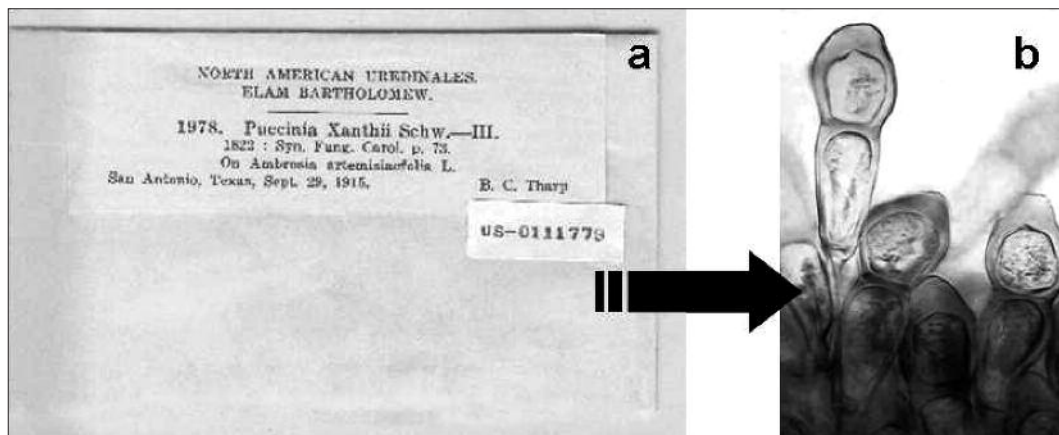 a
NORTH AMERICAN UREDINALES.
ELAM BARTHOLOMEW.
1978. Puccinia Xanthii Schw.—III.
1822 : Syn. Fung. Carol. p. 73.
On Ambrosia artemisiaefolia L.
San Antonio, Texas, Sept. 29, 1915.
B. C. Tharp
US-0111779
b